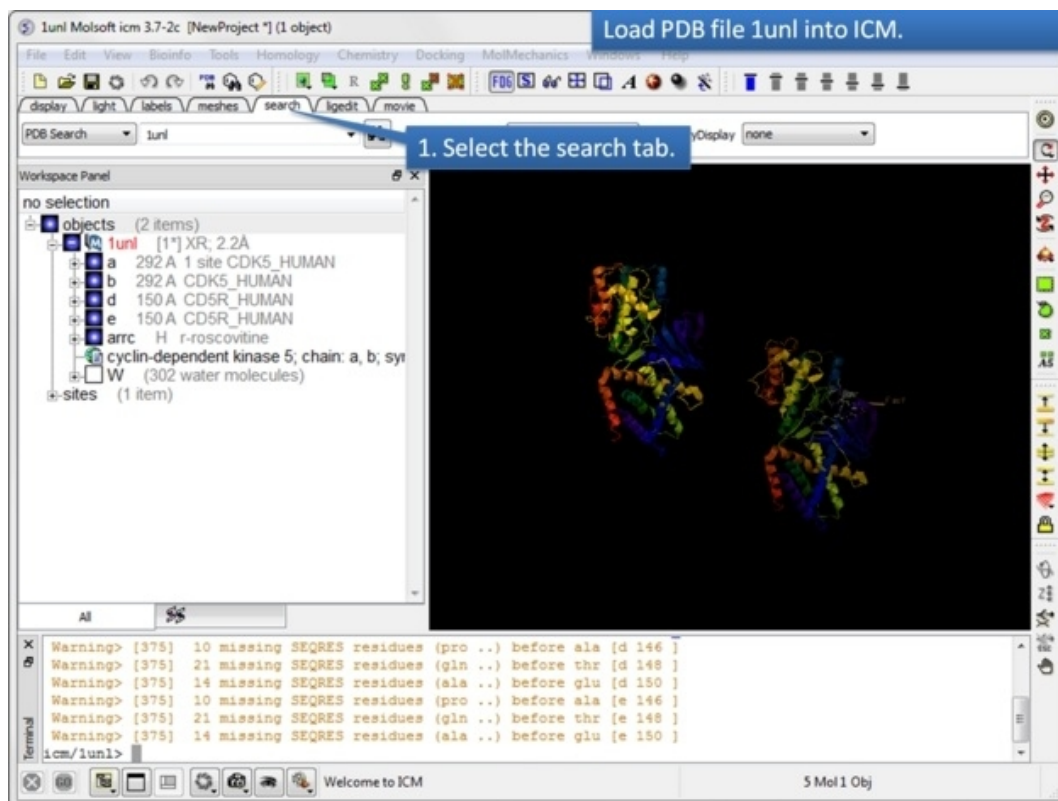 1unl Molsoft icm 3.7-2c [NewProject *] (1 object)
Load PDB file 1unl into ICM.
File Edit View Bioinfo Tools Homology Chemistry Docking MolMechanics Windows Help
FOG
display light labels meshes search ligedit movie
PDB Search 1unl yDisplay none
1. Select the search tab.
Workspace Panel
no selection
objects (2 items)
1unl [1*] XR; 2.2Å
a 292 A 1 site CDK5_HUMAN
b 292 A CDK5_HUMAN
d 150 A CD5R_HUMAN
e 150 A CD5R_HUMAN
arrc H r-roscovitine
cyclin-dependent kinase 5; chain: a, b; syr
W (302 water molecules)
sites (1 item)
All
Warning> [375] 10 missing SEQRES residues (pro ..) before ala [d 146 ]
Warning> [375] 21 missing SEQRES residues (gln ..) before thr [d 148 ]
Warning> [375] 14 missing SEQRES residues (ala ..) before glu [d 150 ]
Warning> [375] 10 missing SEQRES residues (pro ..) before ala [e 146 ]
Warning> [375] 21 missing SEQRES residues (gln ..) before thr [e 148 ]
Warning> [375] 14 missing SEQRES residues (ala ..) before glu [e 150 ]
icm/1unl>
Terminal
Welcome to ICM 5 Mol 1 Obj